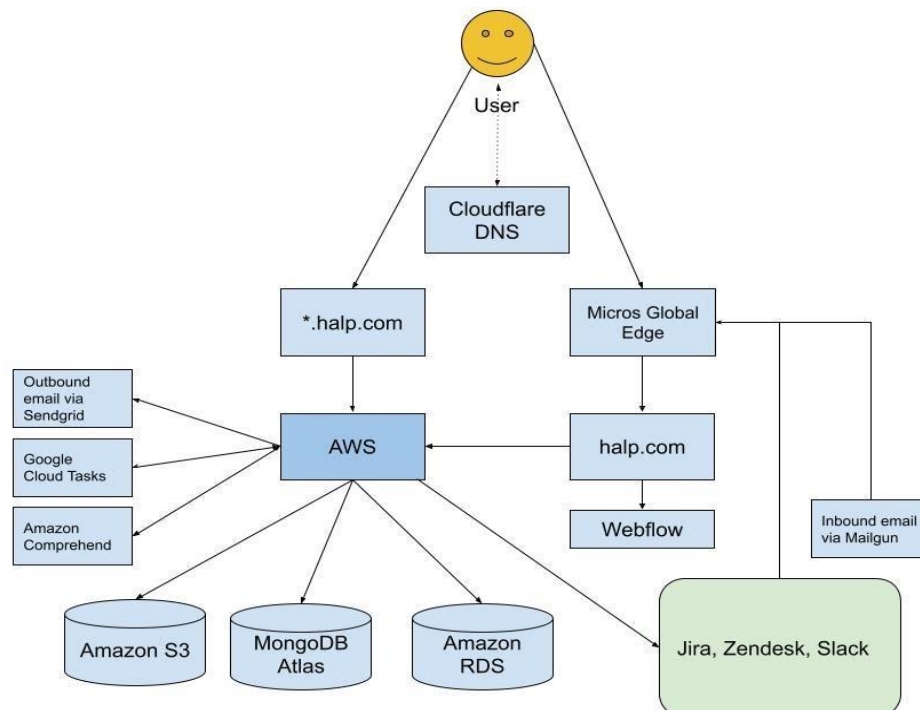 User
Cloudflare
DNS
*.halp.com
Micros Global
Edge
Outbound
email via
Sendgrid
AWS
halp.com
Google
Cloud Tasks
Amazon
Comprehend
Webflow
Inbound email
via Mailgun
Amazon S3
MongoDB
Atlas
Amazon
RDS
Jira, Zendesk, Slack